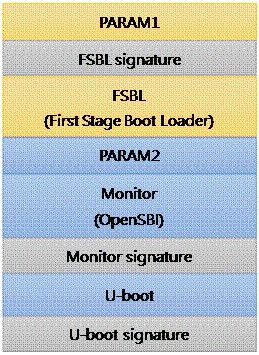 PARAM1
FSBL signature
FSBL
(First Stage Boot Loader)
PARAM2
Monitor
(OpenSBI)
Monitor signature
U-boot
U-boot signature